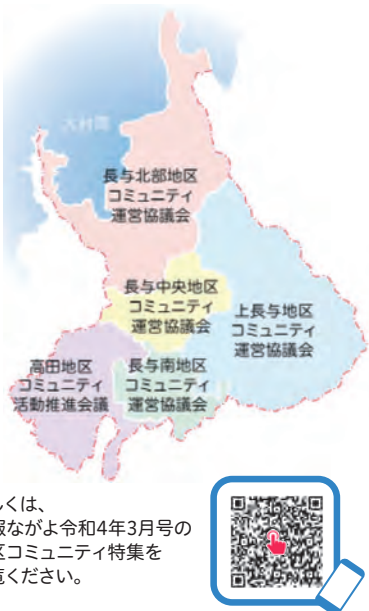 大村湾
長与北部地区
コミュニティ
運営協議会
長与中央地区
コミュニティ
運営協議会
上長与地区
コミュニティ
運営協議会
高田地区
コミュニティ
活動推進会議
長与南地区
コミュニティ
運営協議会
しくは、
報ながよ令和4年3月号の
区コミュニティ特集を
覧ください。